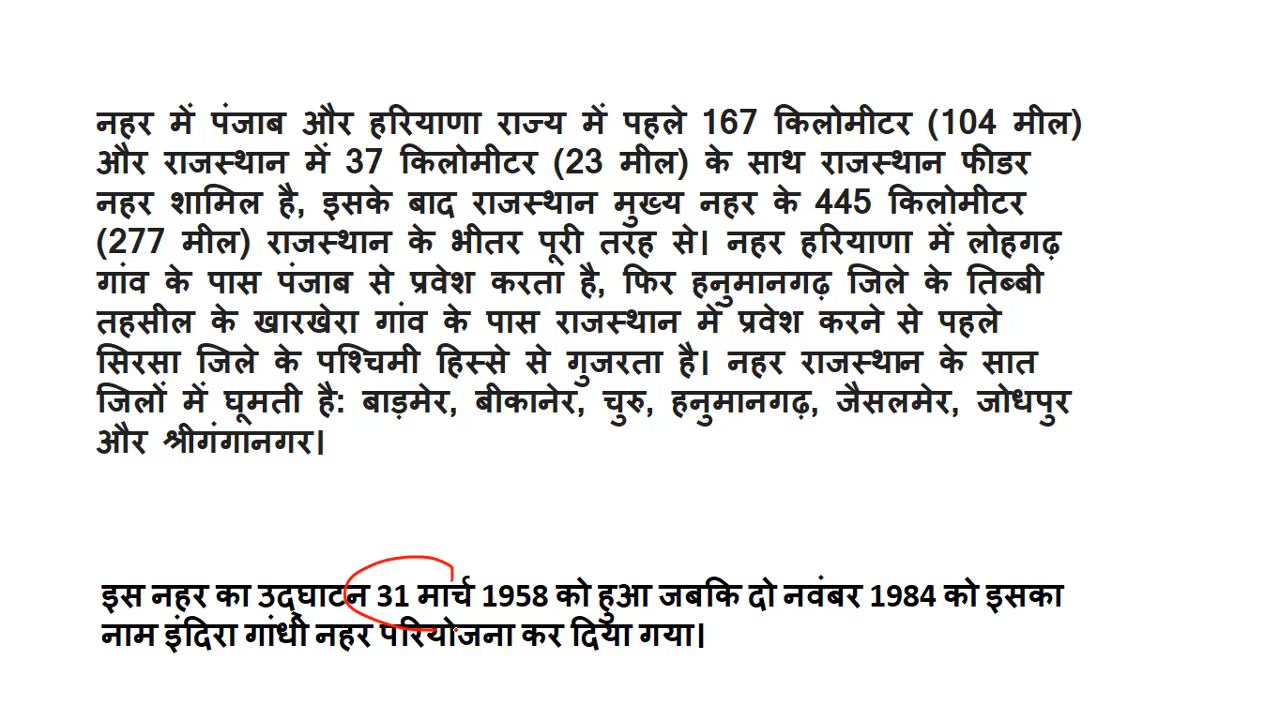 नहर में पंजाब और हरियाणा राज्य में पहले 167 किलोमीटर (104 मील)
और राजस्थान में 37 किलोमीटर (23 मील) के साथ राजस्थान फीडर
नहर शामिल है, इसके बाद राजस्थान मुख्य नहर के 445 किलोमीटर
(277 मील) राजस्थान के भीतर पूरी तरह से। नहर हरियाणा में लोहगढ़
गांव के पास पंजाब से प्रवेश करता है, फिर हनुमानगढ़ जिले के तिब्बी
तहसील के खारखेरा गांव के पास राजस्थान में प्रवेश करने से पहले
सिरसा जिले के पश्चिमी हिस्से से गुजरता है। नहर राजस्थान के सात
जिलों में घूमती है: बाड़मेर, बीकानेर, चुरु, हनुमानगढ़, जैसलमेर, जोधपुर
और श्रीगंगानगर।
इस नहर का उद्घाटन 31 मार्च 1958 को हुआ जबकि दो नवंबर 1984 को इसका
नाम इंदिरा गांधी नहर परियोजना कर दिया गया।